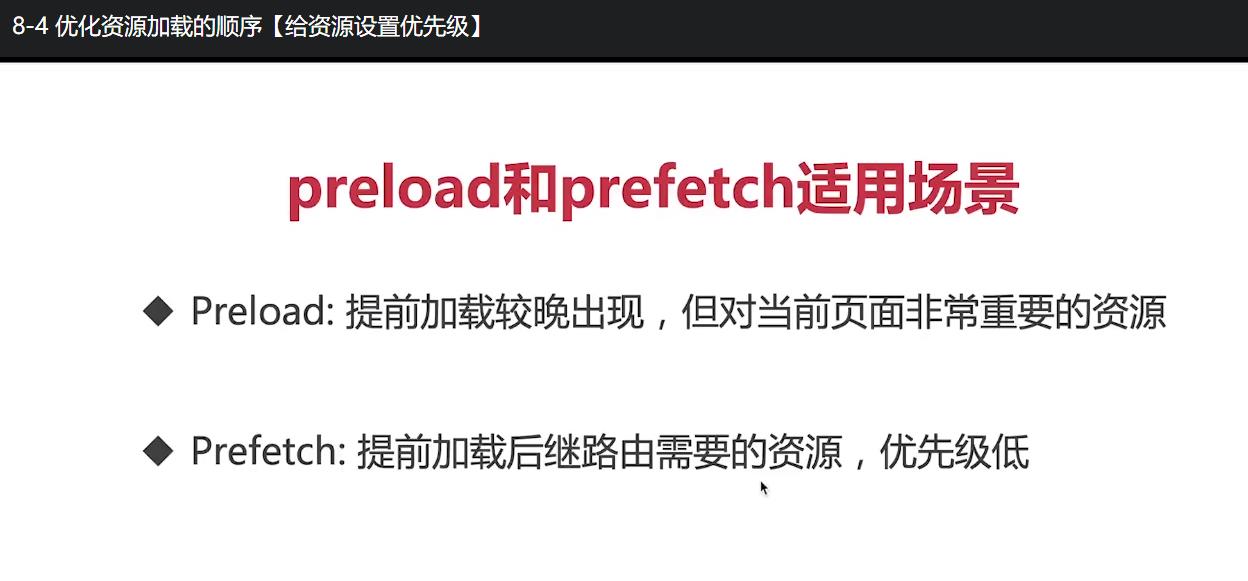 8-4 优化资源加载的顺序【给资源设置优先级】
preload和prefetch适用场景
◆ Preload: 提前加载较晚出现，但对当前页面非常重要的资源
◆ Prefetch: 提前加载后继路由需要的资源，优先级低